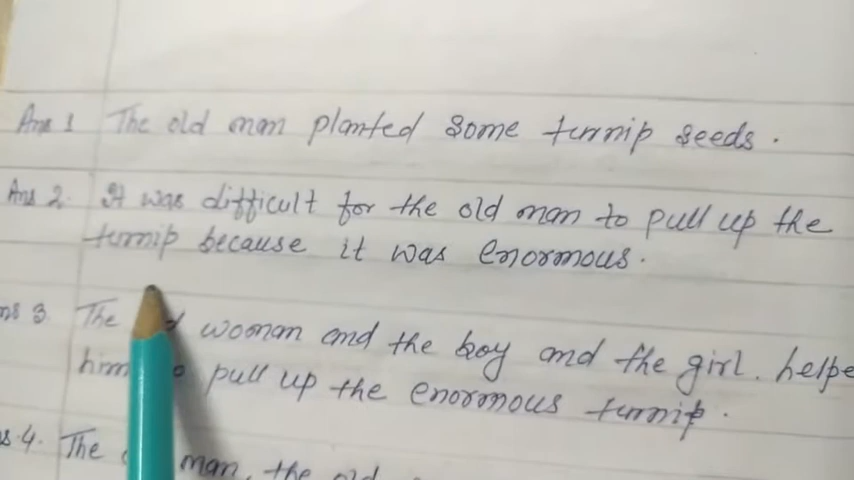 Ans 1 The old man planted some turnip seeds.
Ans 2. It was difficult for the old man to pull up the
turnip because it was enormous.
3. The woman and the boy and the girl. helpe
pull up the enormous turnip.
4. The man, the old